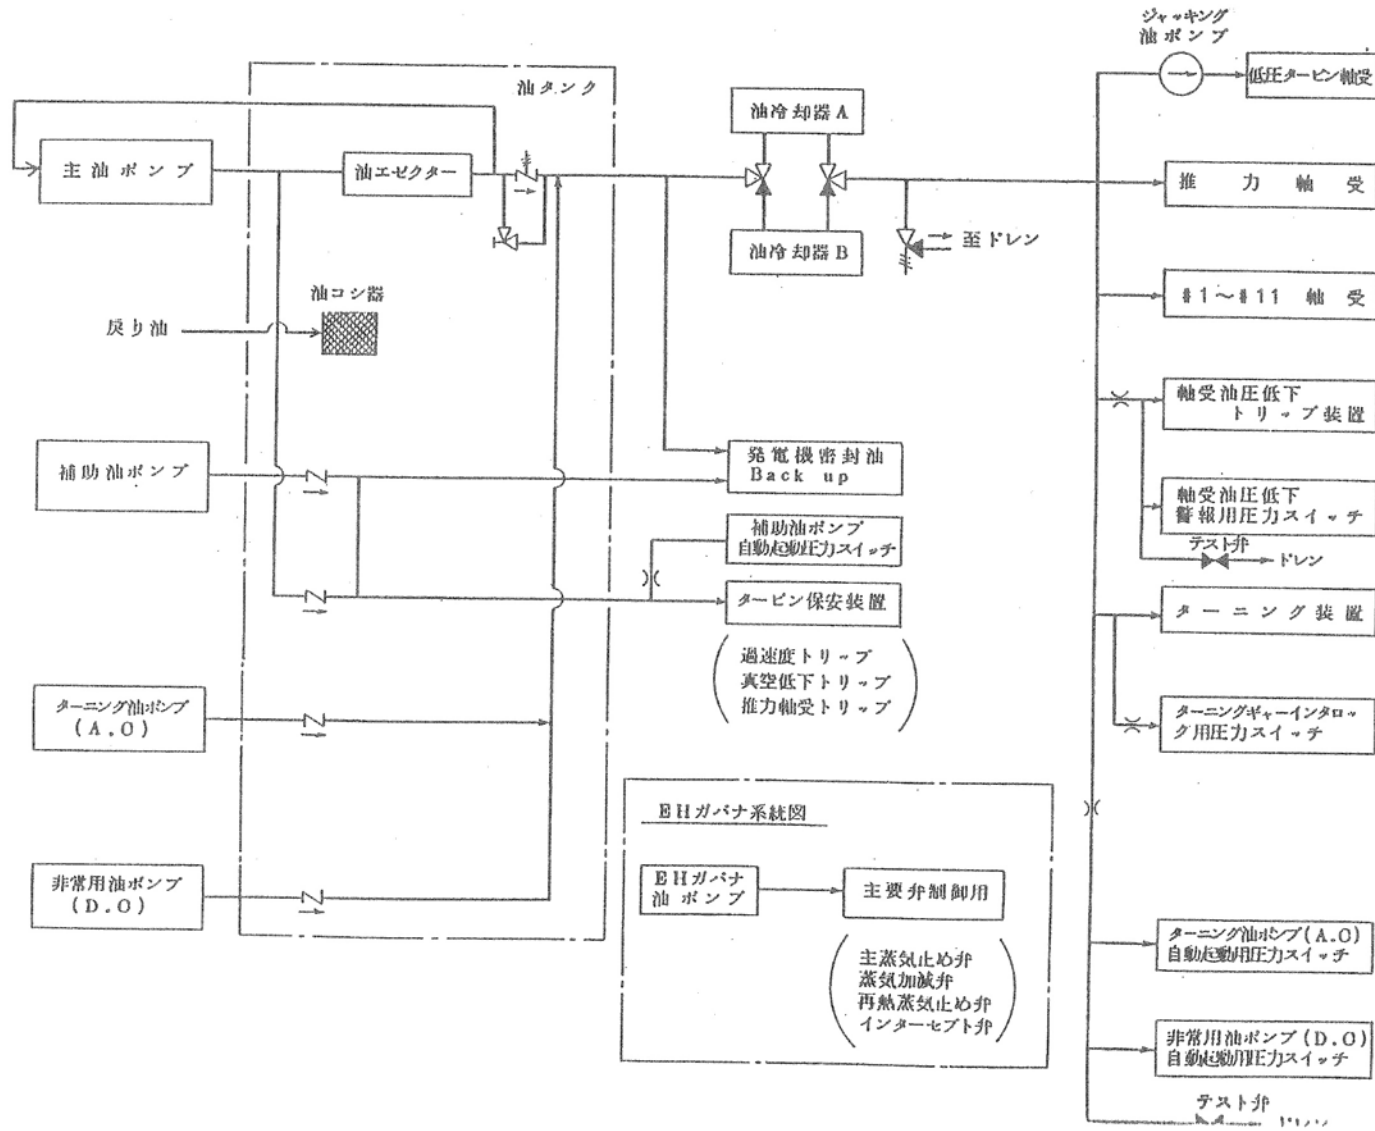 ジャッキング
油ポンプ
低圧タービン軸受
油タンク
油冷却器A
主油ポンプ
油エゼクター
推力軸受
油冷却器B
至ドレン
油コシ器
戻り油
#1～#11 軸受
軸受油圧低下
トリップ装置
補助油ポンプ
発電機密封油
Back up
軸受油圧低下
警報用圧力スイッチ
テスト弁
ドレン
補助油ポンプ
自動起動圧力スイッチ
タービン保安装置
ターニング装置
過速度トリップ
真空低下トリップ
推力軸受トリップ
ターニング油ポンプ
(A.C)
ターニングギャーインタロッ
ク用圧力スイッチ
EHガバナ系統図
非常用油ポンプ
(D.C)
EHガバナ
油ポンプ
主要弁制御用
主蒸気止め弁
蒸気加減弁
再熱蒸気止め弁
インターセプト弁
ターニング油ポンプ(A.C)
自動起動用圧力スイッチ
非常用油ポンプ(D.C)
自動起動用圧力スイッチ
テスト弁